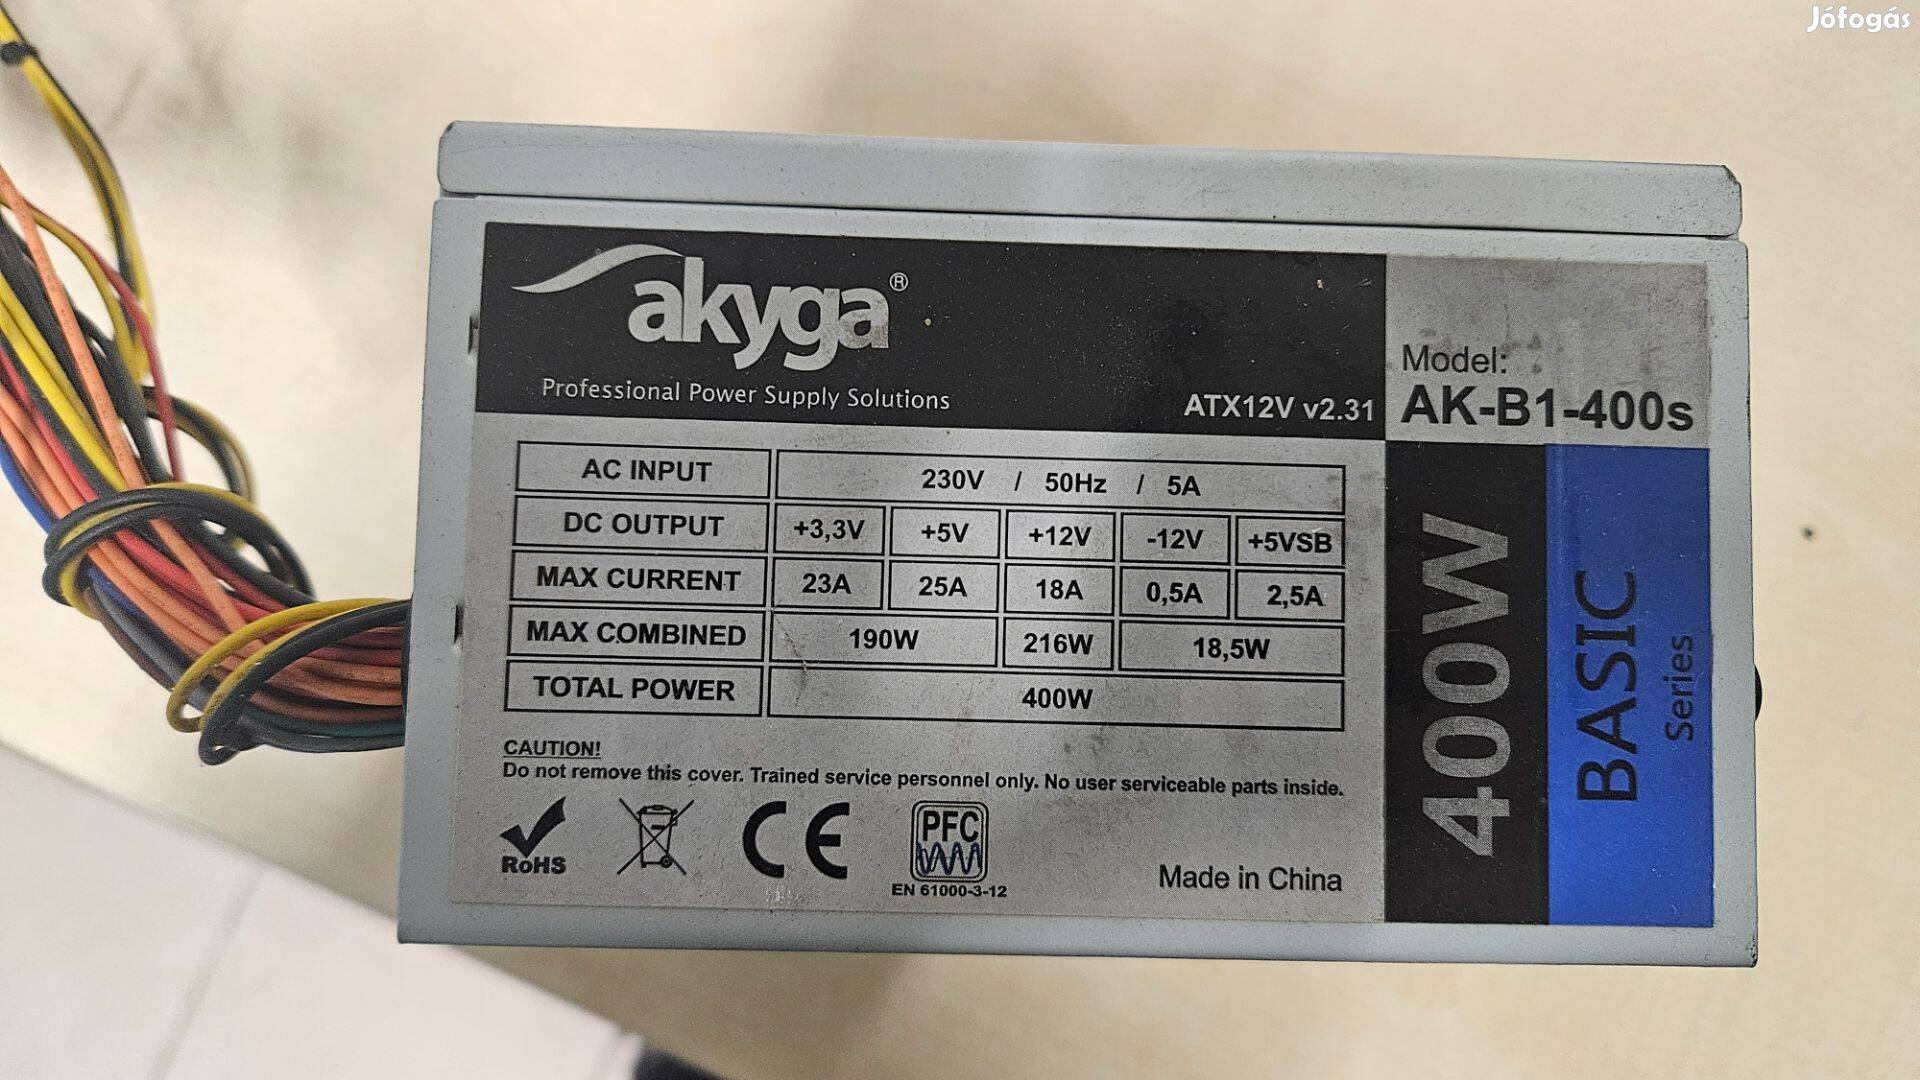 Jófogás
akyga®
Professional Power Supply Solutions
ATX12V v2.31
Model:
AK-B1-400s
AC INPUT 230V / 50Hz / 5A
DC OUTPUT +3,3V +5V +12V -12V +5VSB
MAX CURRENT 23A 25A 18A 0,5A 2,5A
MAX COMBINED 190W 216W 18,5W
TOTAL POWER 400W
400W
BASIC
Series
CAUTION!
Do not remove this cover. Trained service personnel only. No user serviceable parts inside.
RoHS
CE
PFC
EN 61000-3-12
Made in China